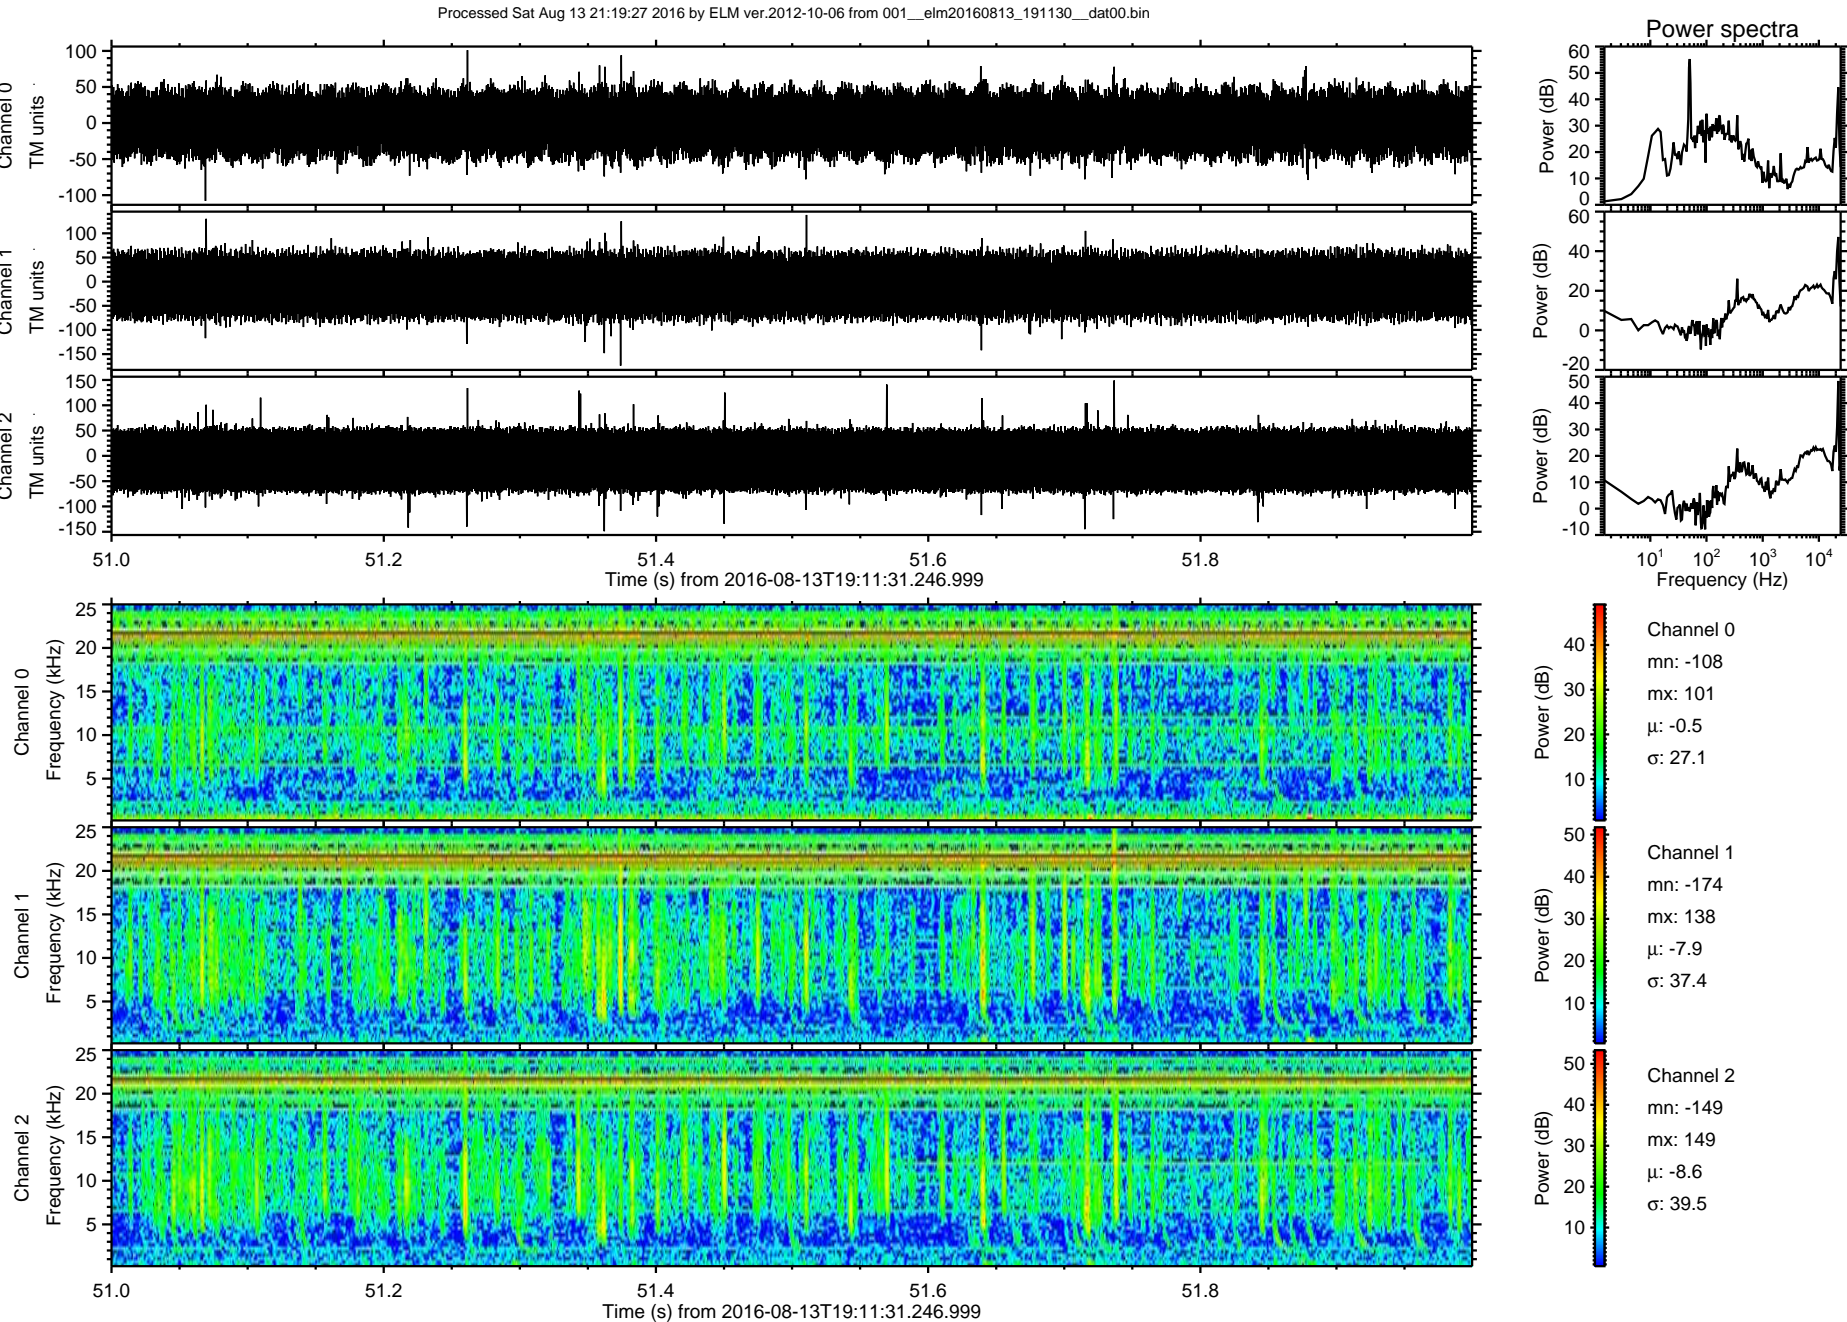 Processed Sat Aug 13 21:19:27 2016 by ELM ver.2012-10-06 from 001__elm20160813_191130__dat00.bin
Power spectra
Channel 0
TM units
100
50
0
-50
-100
Power (dB)
60
50
40
30
20
10
0
Channel 1
TM units
100
50
0
-50
-100
-150
Power (dB)
60
40
20
0
-20
Channel 2
TM units
150
100
50
0
-50
-100
-150
Power (dB)
50
40
30
20
10
0
-10
51.0 51.2 51.4 51.6 51.8
Time (s) from 2016-08-13T19:11:31.246.999
10¹ 10² 10³ 10⁴
Frequency (Hz)
Channel 0
Frequency (kHz)
25
20
15
10
5
Power (dB)
40
30
20
10
Channel 0
mn: -108
mx: 101
μ: -0.5
σ: 27.1
Channel 1
Frequency (kHz)
25
20
15
10
5
Power (dB)
50
40
30
20
10
Channel 1
mn: -174
mx: 138
μ: -7.9
σ: 37.4
Channel 2
Frequency (kHz)
25
20
15
10
5
Power (dB)
50
40
30
20
10
Channel 2
mn: -149
mx: 149
μ: -8.6
σ: 39.5
51.0 51.2 51.4 51.6 51.8
Time (s) from 2016-08-13T19:11:31.246.999